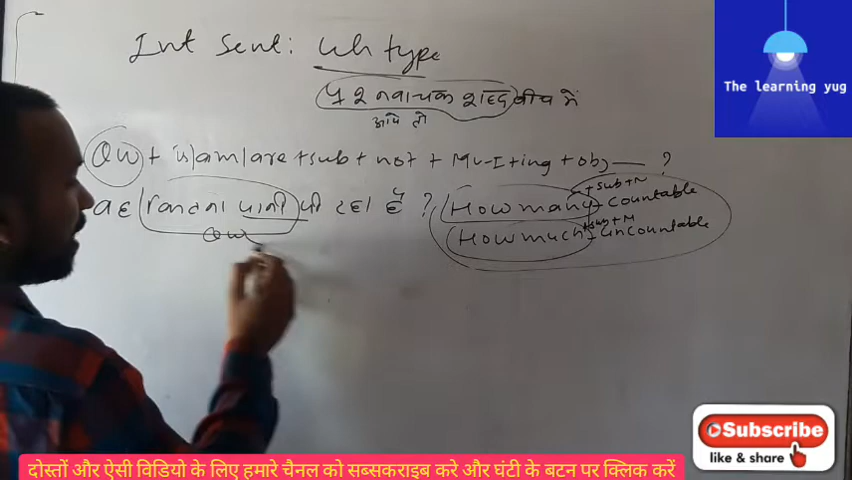 Int Sent: Wh type
प्रश्नवाचक शब्द बीच में
आये तो
QW + is/am/are + sub + not + Mv-I + ing + obj — ?
वह कितना पानी पी रहा है ?
QW
How many - countable
+ sub + N
How much - uncountable
+ sub + N
The learning yug
Subscribe
like & share
दोस्तों और ऐसी विडियो के लिए हमारे चैनल को सब्सकराइब करे और घंटी के बटन पर क्लिक करें